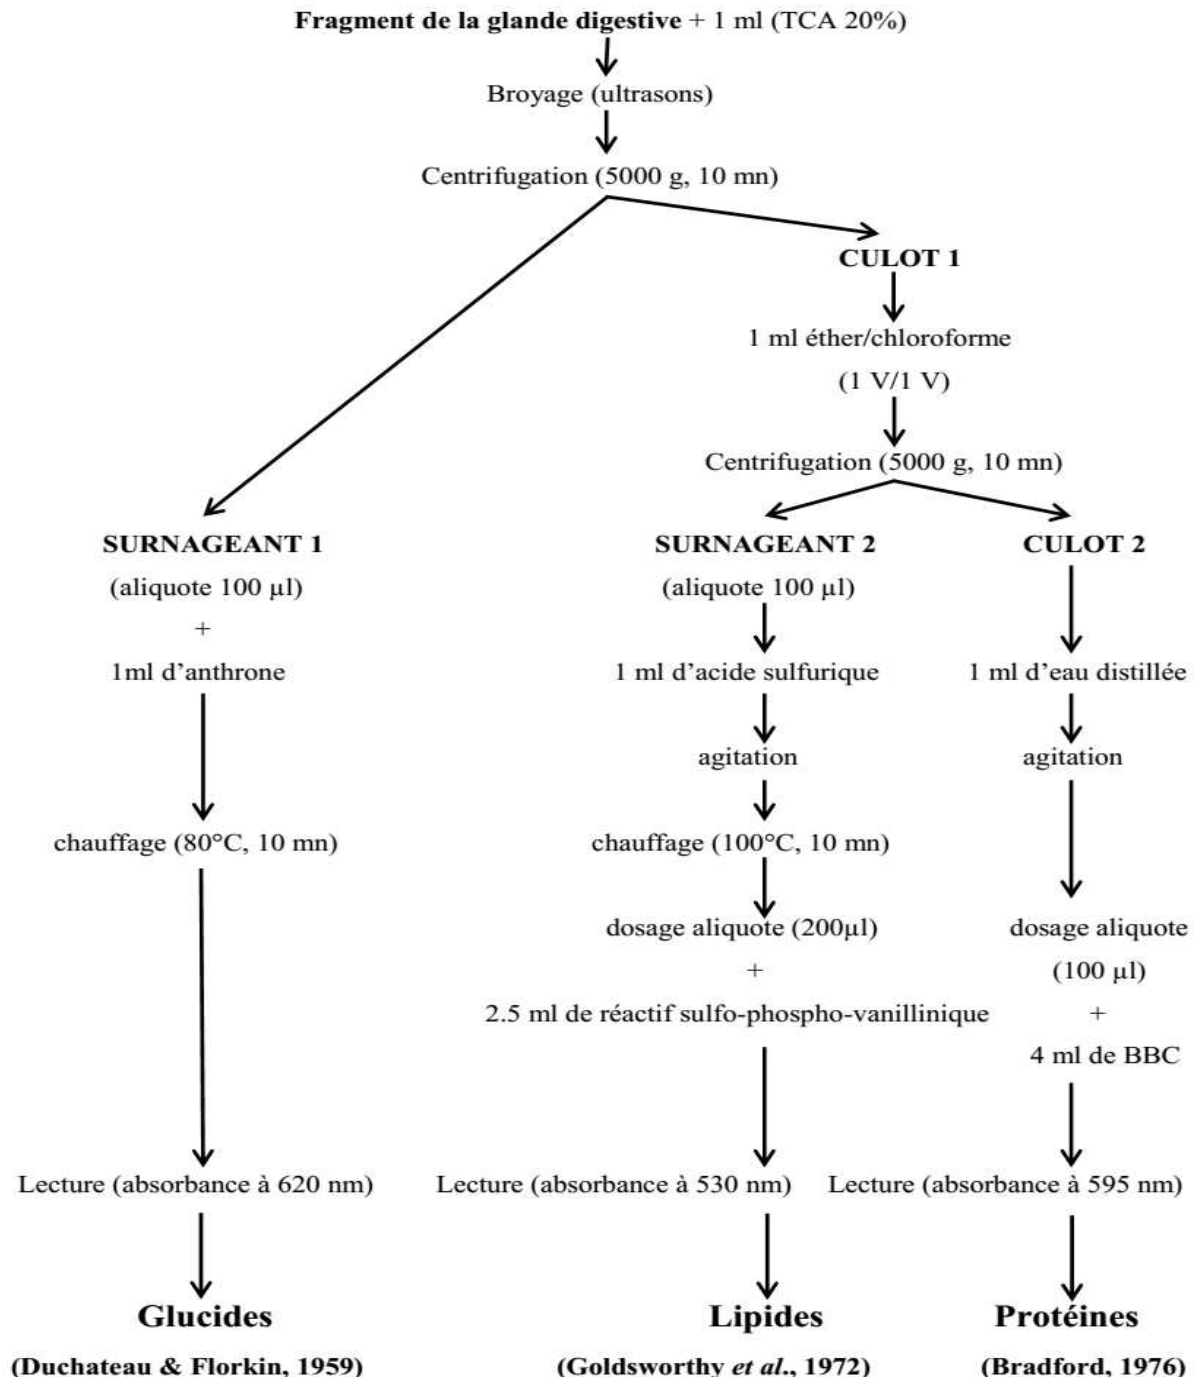 Fragment de la glande digestive + 1 ml (TCA 20%)
Broyage (ultrasons)
Centrifugation (5000 g, 10 mn)
CULOT 1
1 ml éther/chloroforme
(1 V/1 V)
Centrifugation (5000 g, 10 mn)
SURNAGEANT 1
(aliquote 100 µl)
+
1ml d’anthrone
chauffage (80°C, 10 mn)
Lecture (absorbance à 620 nm)
Glucides
(Duchateau & Florkin, 1959)
SURNAGEANT 2
(aliquote 100 µl)
1 ml d’acide sulfurique
agitation
chauffage (100°C, 10 mn)
dosage aliquote (200µl)
+
2.5 ml de réactif sulfo-phospho-vanillinique
Lecture (absorbance à 530 nm)
Lipides
(Goldsworthy et al., 1972)
CULOT 2
1 ml d’eau distillée
agitation
dosage aliquote
(100 µl)
+
4 ml de BBC
Lecture (absorbance à 595 nm)
Protéines
(Bradford, 1976)